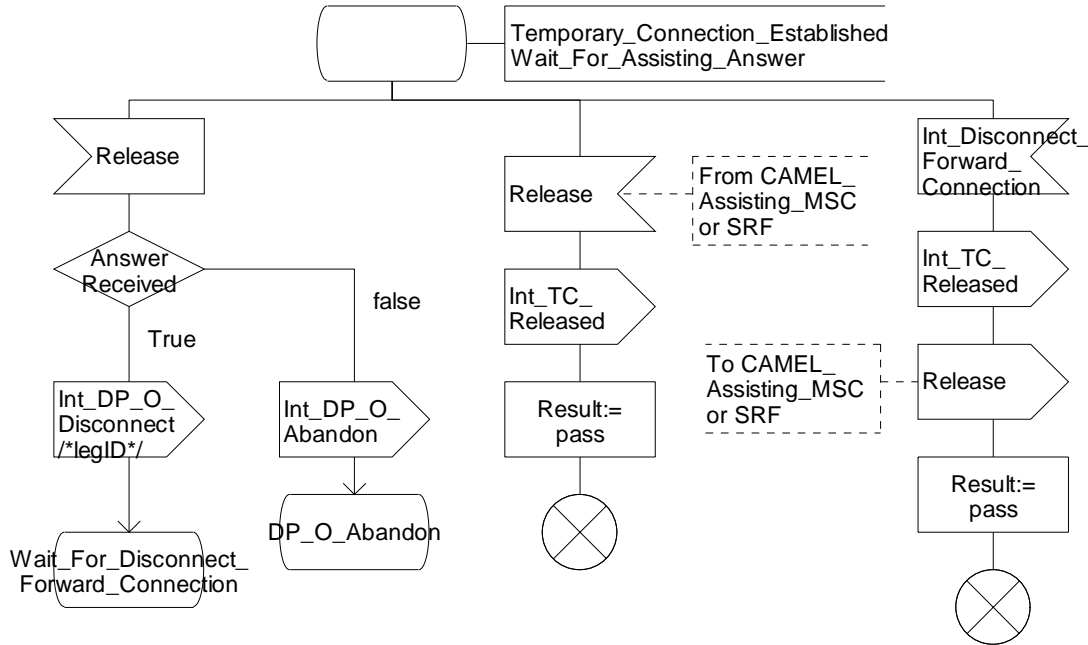 Temporary_Connection_Established
Wait_For_Assisting_Answer
Release
Answer
Received
True
false
Int_DP_O_
Disconnect
/*legID*/
Int_DP_O_
Abandon
Wait_For_Disconnect_
Forward_Connection
DP_O_Abandon
Release
From CAMEL_
Assisting_MSC
or SRF
Int_TC_
Released
Result:=
pass
Int_Disconnect_
Forward_
Connection
Int_TC_
Released
To CAMEL_
Assisting_MSC
or SRF
Release
Result:=
pass